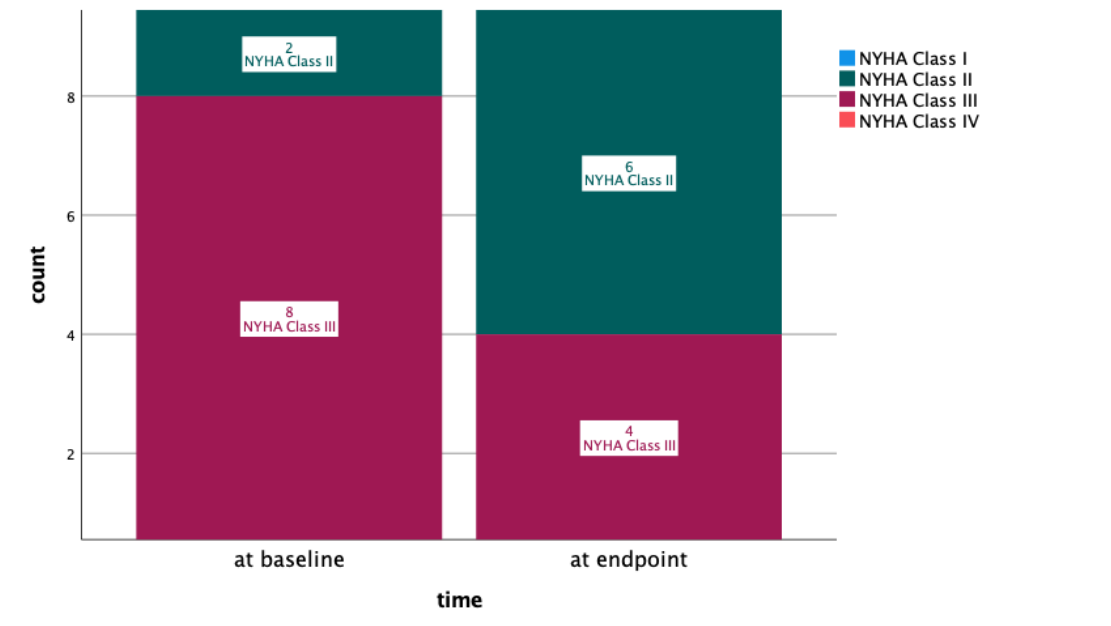 2
NYHA Class II
8
NYHA Class III
6
NYHA Class II
4
NYHA Class III
8
6
4
2
count
at baseline
at endpoint
time
NYHA Class I
NYHA Class II
NYHA Class III
NYHA Class IV